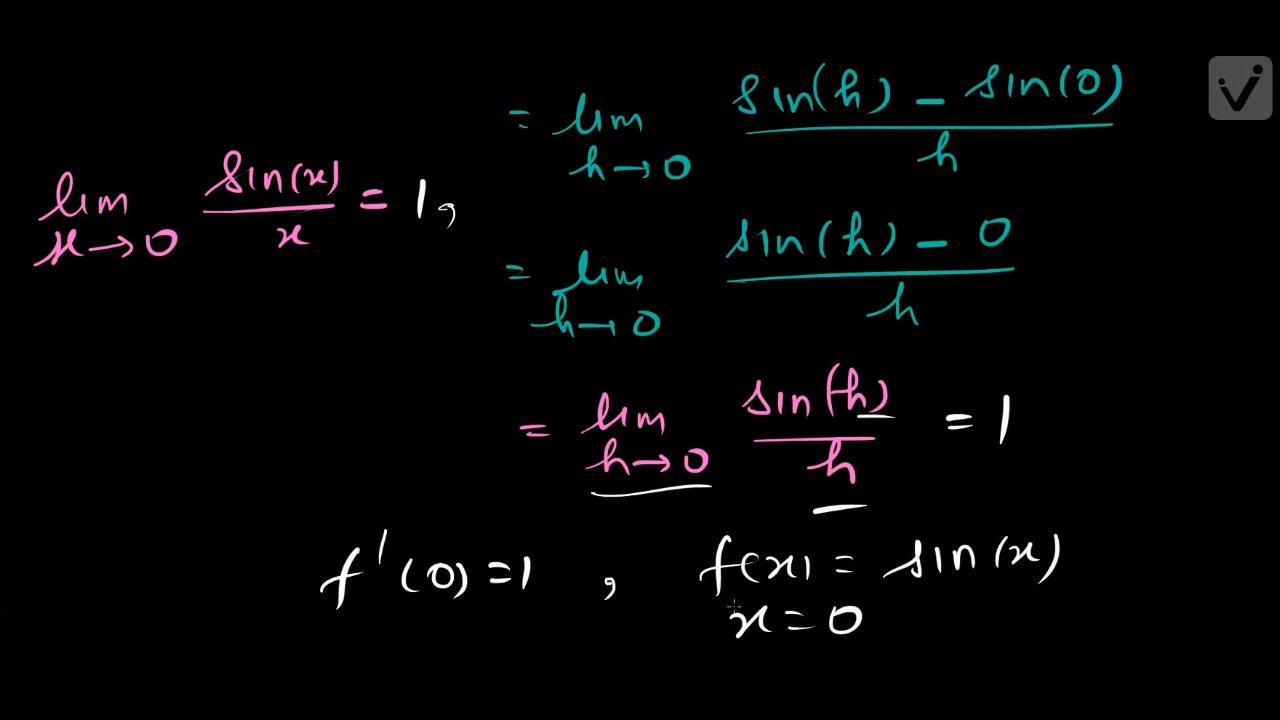 = lim h→0 sin(h) - sin(0) / h
lim x→0 sin(x) / x = 1,
= lim h→0 sin(h) - 0 / h
= lim h→0 sin(h) / h = 1
f'(0) = 1 , f(x) = sin(x)
x = 0